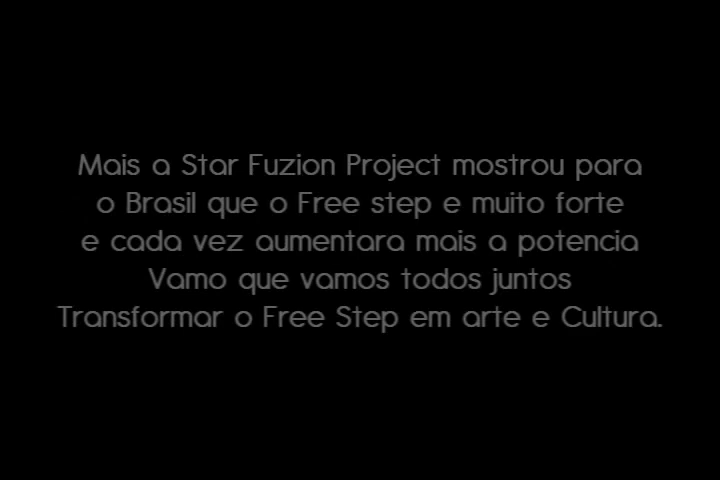 Mais a Star Fuzion Project mostrou para
o Brasil que o Free step e muito forte
e cada vez aumentara mais a potencia
Vamo que vamos todos juntos
Transformar o Free Step em arte e Cultura.